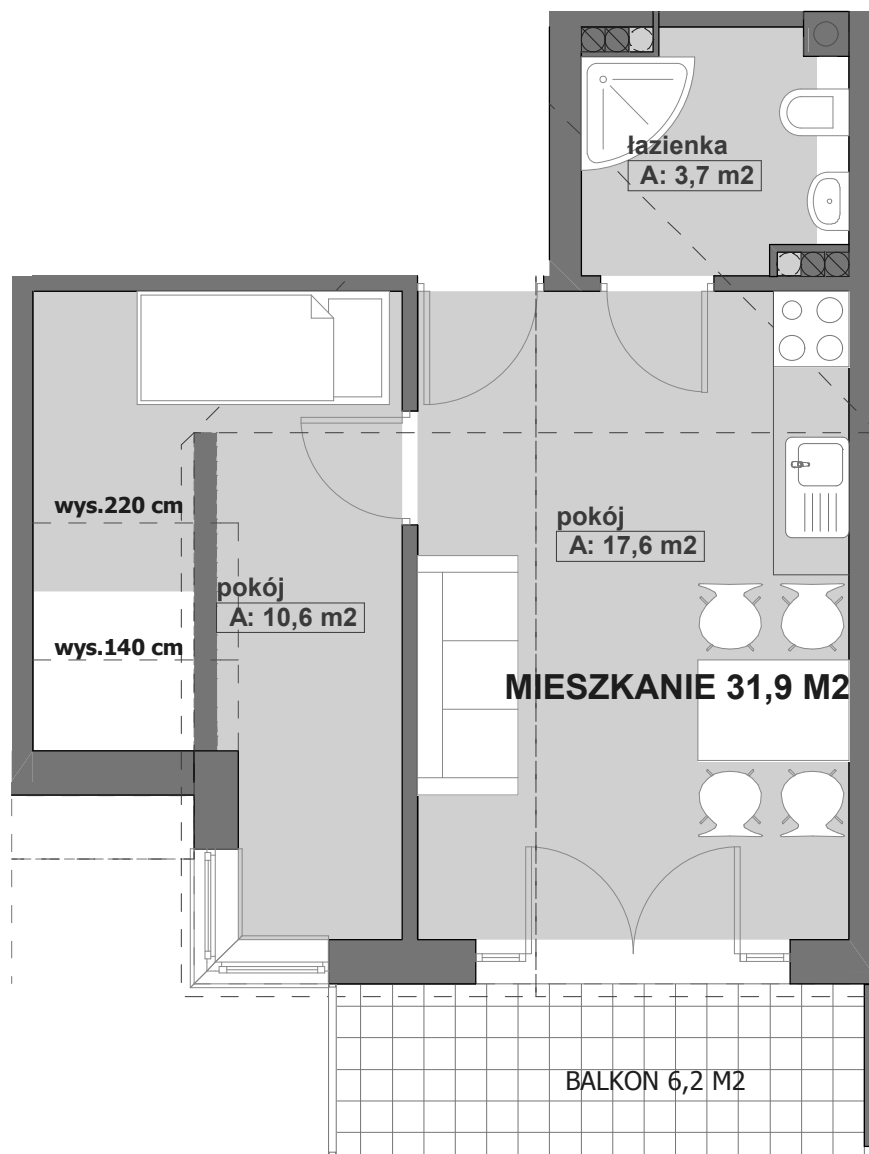 łazienka
A: 3,7 m2
wys.220 cm
pokój
A: 17,6 m2
pokój
A: 10,6 m2
wys.140 cm
MIESZKANIE 31,9 M2
BALKON 6,2 M2